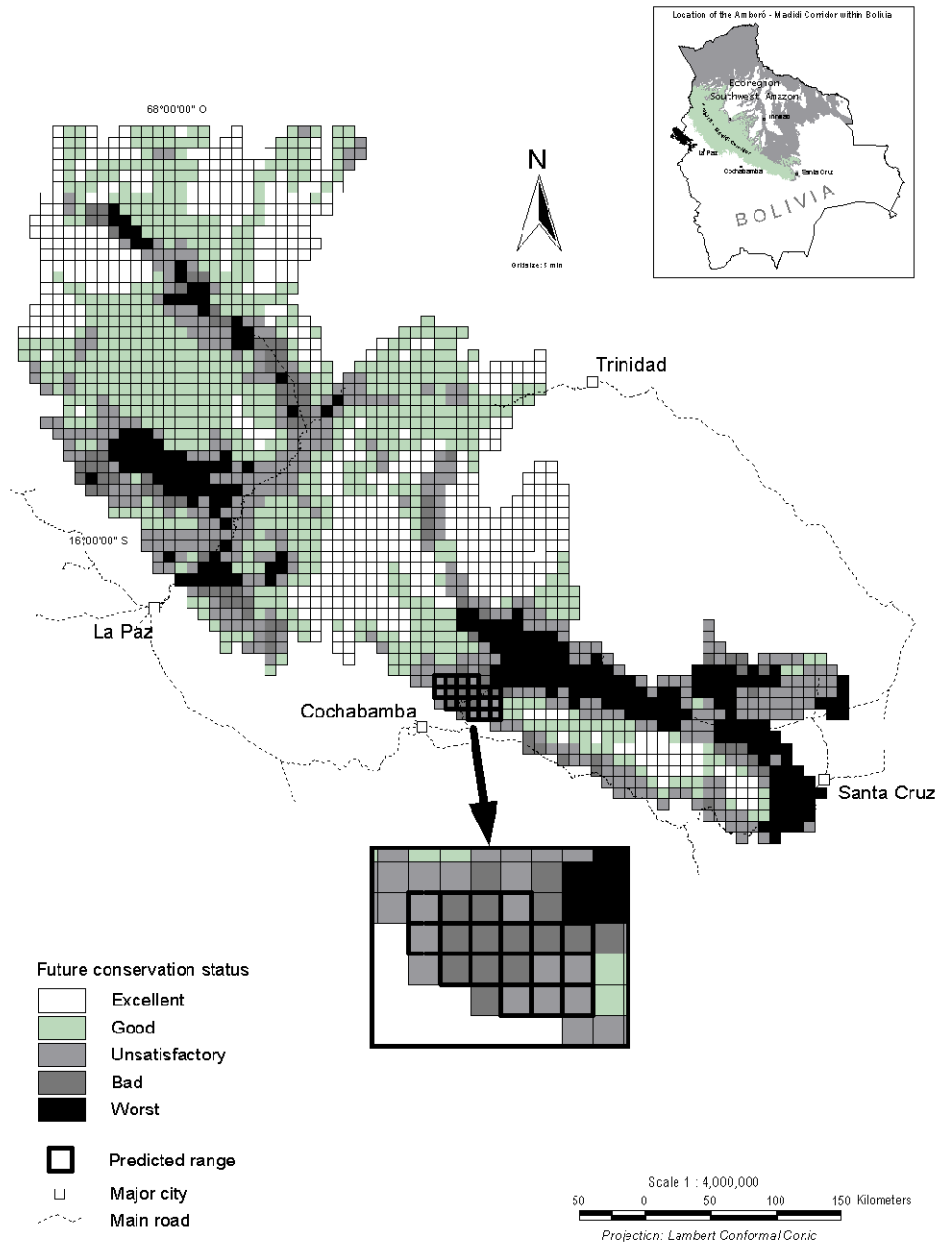 Location of the Amboró - Madidi Corridor within Bolivia
Ecoregion
Southwest Amazon
La Paz
Cochabamba
Santa Cruz
BOLIVIA
68°00'00" O
N
Gridsize: 5 min
Trinidad
16°00'00" S
La Paz
Cochabamba
Santa Cruz
Future conservation status
Excellent
Good
Unsatisfactory
Bad
Worst
Predicted range
Major city
Main road
Scale 1 : 4,000,000
50 0 50 100 150 Kilometers
Projection: Lambert Conformal Conic